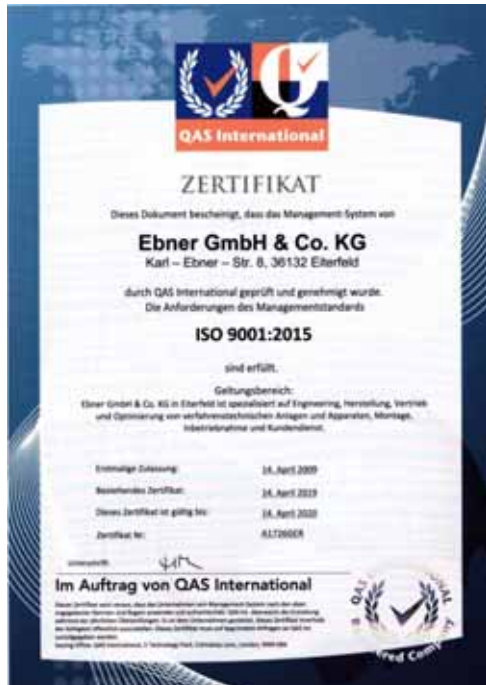 QAS International
ZERTIFIKAT
Dieses Dokument bescheinigt, dass das Management-System von
Ebner GmbH & Co. KG
Karl – Ebner – Str. 8, 36132 Eiterfeld
durch QAS International geprüft und genehmigt wurde.
Die Anforderungen des Managementstandards
ISO 9001:2015
sind erfüllt.
Geltungsbereich:
Ebner GmbH & Co. KG in Eiterfeld ist spezialisiert auf Engineering, Herstellung, Vertrieb
und Optimierung von verfahrenstechnischen Anlagen und Apparaten, Montage,
Inbetriebnahme und Kundendienst.
Erstmalige Zulassung: 14. April 2009
Bestehendes Zertifikat: 14. April 2019
Dieses Zertifikat ist gültig bis: 14. April 2020
Zertifikat Nr: A17260ER
Unterschrift:
Im Auftrag von QAS International